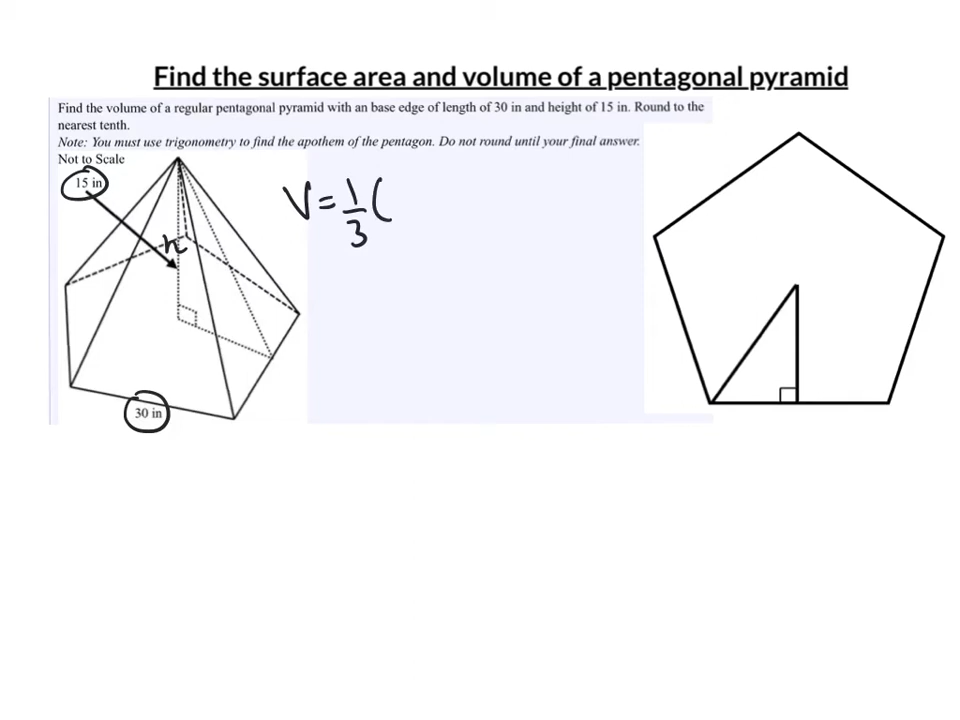 Find the surface area and volume of a pentagonal pyramid
Find the volume of a regular pentagonal pyramid with an base edge of length of 30 in and height of 15 in. Round to the
nearest tenth.
Note: You must use trigonometry to find the apothem of the pentagon. Do not round until your final answer.
Not to Scale
15 in
V = 1/3 (
h
30 in